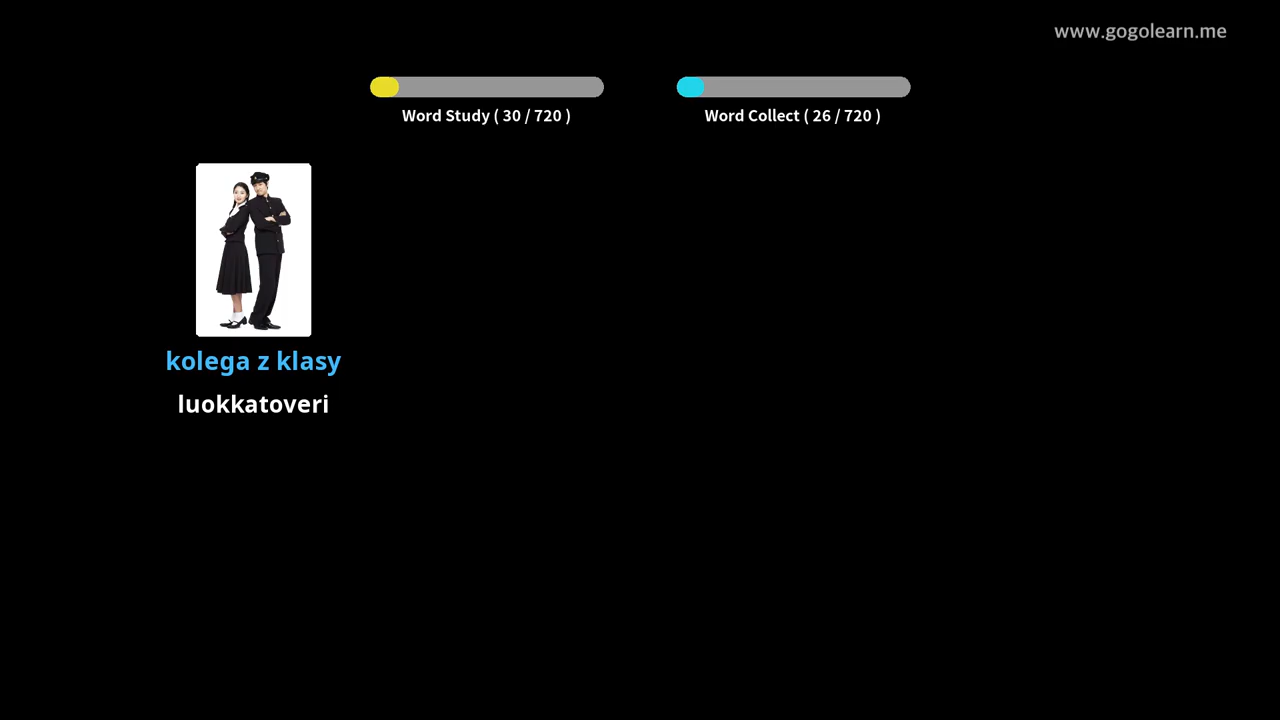 www.gogolearn.me
Word Study ( 30 / 720 )
Word Collect ( 26 / 720 )
kolega z klasy
luokkatoveri